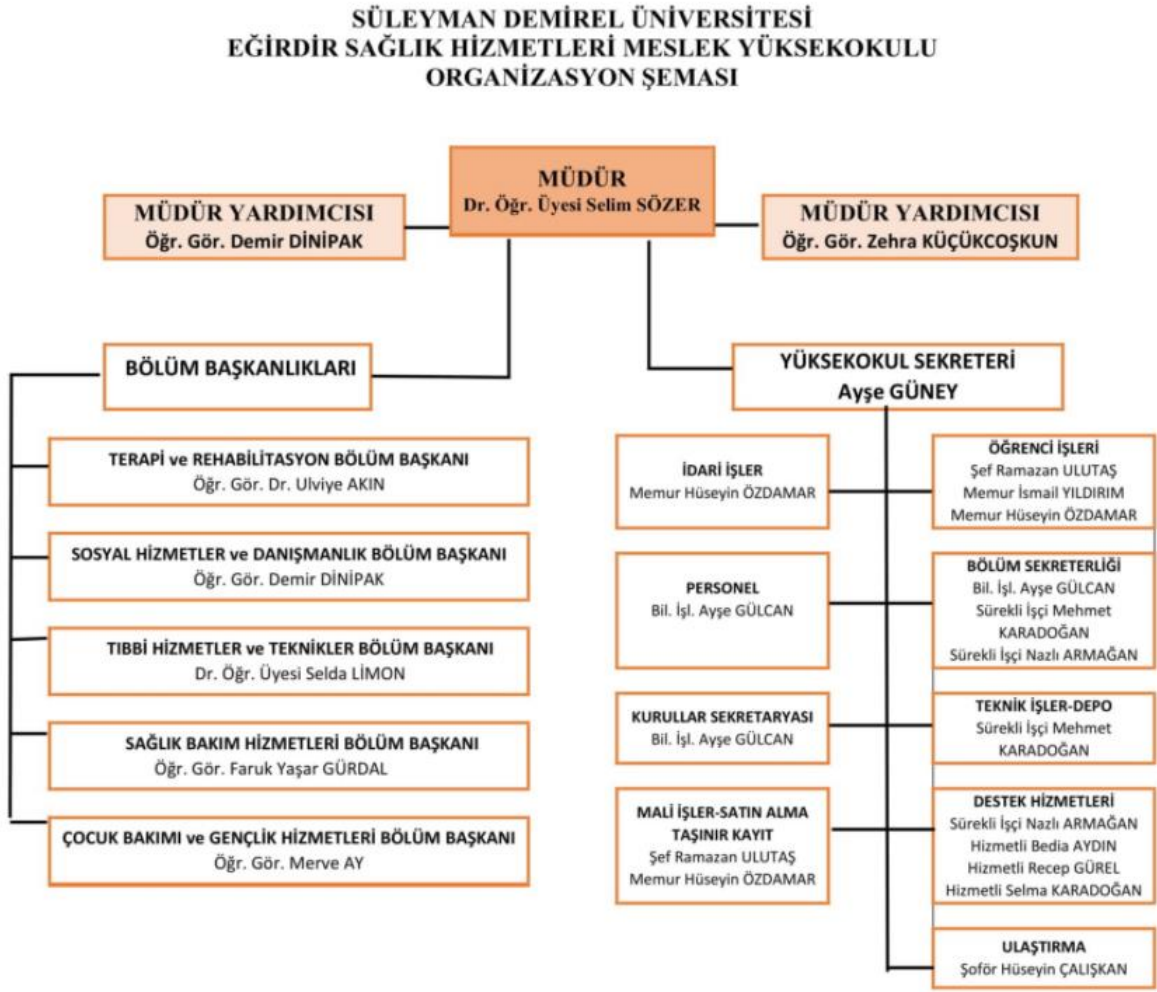 SÜLEYMAN DEMİREL ÜNİVERSİTESİ
EĞİRDİR SAĞLIK HİZMETLERİ MESLEK YÜKSEKOKULU
ORGANİZASYON ŞEMASI
MÜDÜR
Dr. Öğr. Üyesi Selim SÖZER
MÜDÜR YARDIMCISI
Öğr. Gör. Demir DİNİPAK
MÜDÜR YARDIMCISI
Öğr. Gör. Zehra KÜÇÜKCOŞKUN
BÖLÜM BAŞKANLIKLARI
TERAPİ ve REHABİLİTASYON BÖLÜM BAŞKANI
Öğr. Gör. Dr. Ulviye AKIN
SOSYAL HİZMETLER ve DANIŞMANLIK BÖLÜM BAŞKANI
Öğr. Gör. Demir DİNİPAK
TIBBİ HİZMETLER ve TEKNİKLER BÖLÜM BAŞKANI
Dr. Öğr. Üyesi Selda LİMON
SAĞLIK BAKIM HİZMETLERİ BÖLÜM BAŞKANI
Öğr. Gör. Faruk Yaşar GÜRDAL
ÇOCUK BAKIMI ve GENÇLİK HİZMETLERİ BÖLÜM BAŞKANI
Öğr. Gör. Merve AY
YÜKSEKOKUL SEKRETERİ
Ayşe GÜNEY
İDARİ İŞLER
Memur Hüseyin ÖZDAMAR
ÖĞRENCİ İŞLERİ
Şef Ramazan ULUTAŞ
Memur İsmail YILDIRIM
Memur Hüseyin ÖZDAMAR
PERSONEL
Bil. İşl. Ayşe GÜLCAN
BÖLÜM SEKRETERLİĞİ
Bil. İşl. Ayşe GÜLCAN
Sürekli İşçi Mehmet
KARADOĞAN
Sürekli İşçi Nazlı ARMAĞAN
KURULLAR SEKRETARYASI
Bil. İşl. Ayşe GÜLCAN
TEKNİK İŞLER-DEPO
Sürekli İşçi Mehmet
KARADOĞAN
MALİ İŞLER-SATIN ALMA
TAŞINIR KAYIT
Şef Ramazan ULUTAŞ
Memur Hüseyin ÖZDAMAR
DESTEK HİZMETLERİ
Sürekli İşçi Nazlı ARMAĞAN
Hizmetli Bedia AYDIN
Hizmetli Recep GÜREL
Hizmetli Selma KARADOĞAN
ULAŞTIRMA
Şoför Hüseyin ÇALIŞKAN